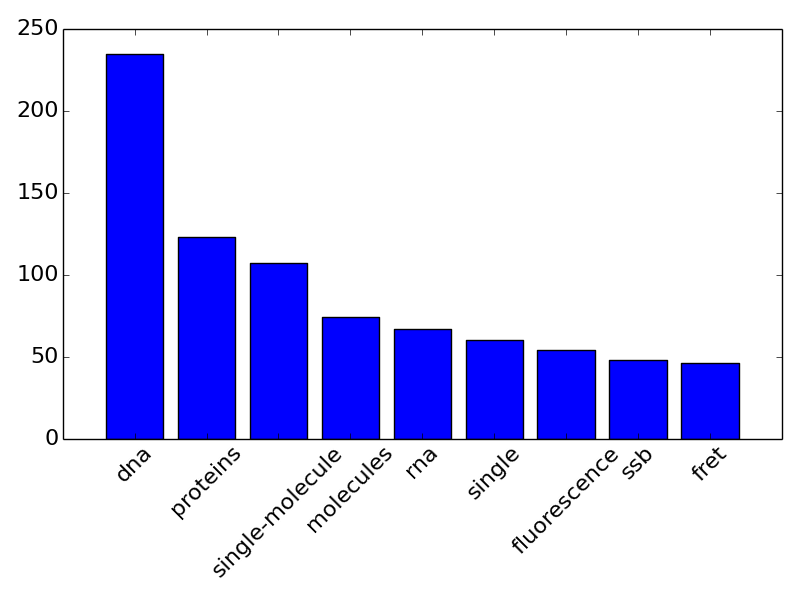 250
200
150
100
50
0
dna
proteins
single-molecule
molecules
rna
single
fluorescence
ssb
fret